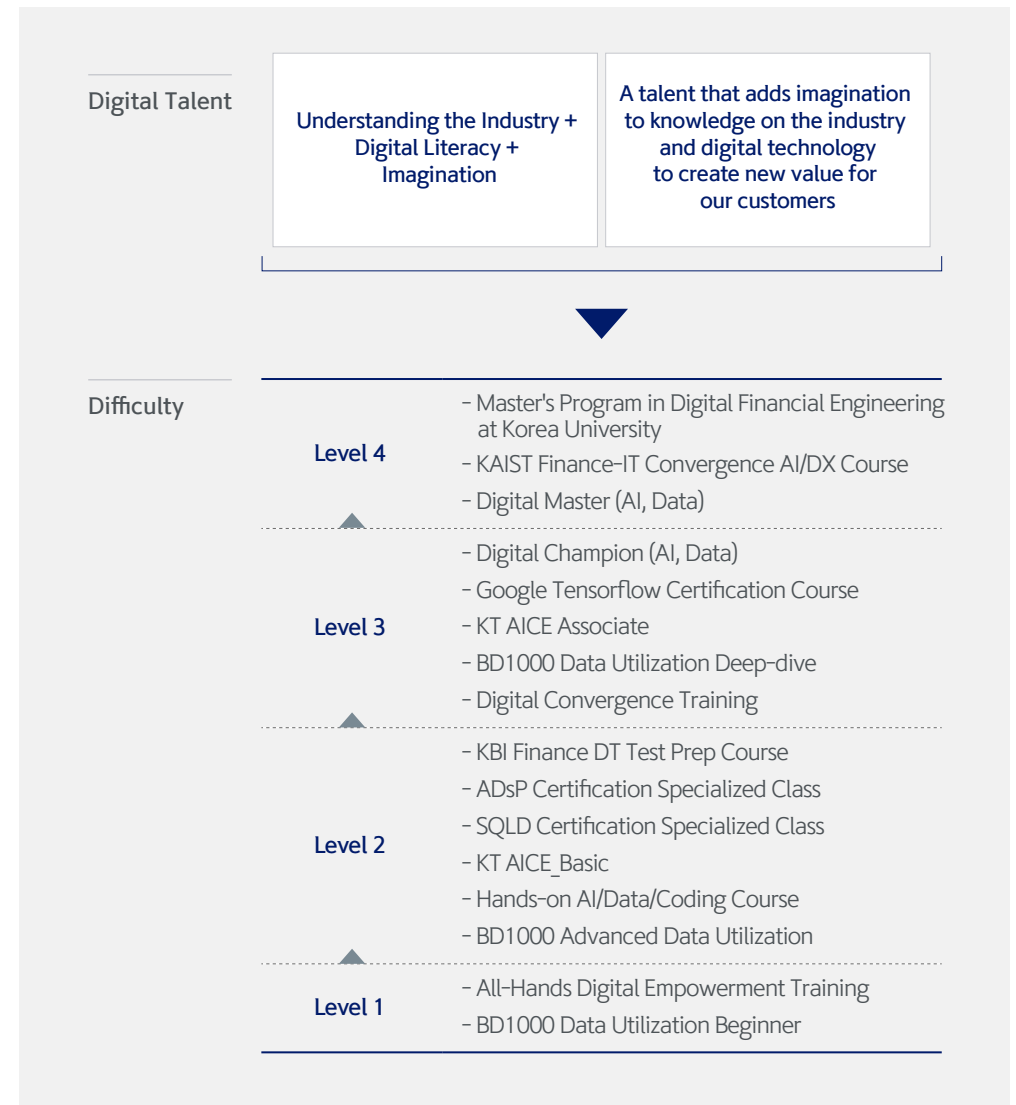 Digital Talent
Understanding the Industry +
Digital Literacy +
Imagination
A talent that adds imagination
to knowledge on the industry
and digital technology
to create new value for
our customers
Difficulty
Level 4
- Master's Program in Digital Financial Engineering
at Korea University
- KAIST Finance-IT Convergence AI/DX Course
- Digital Master (AI, Data)
Level 3
- Digital Champion (AI, Data)
- Google Tensorflow Certification Course
- KT AICE Associate
- BD1000 Data Utilization Deep-dive
- Digital Convergence Training
Level 2
- KBI Finance DT Test Prep Course
- ADsP Certification Specialized Class
- SQLD Certification Specialized Class
- KT AICE_Basic
- Hands-on AI/Data/Coding Course
- BD1000 Advanced Data Utilization
Level 1
- All-Hands Digital Empowerment Training
- BD1000 Data Utilization Beginner